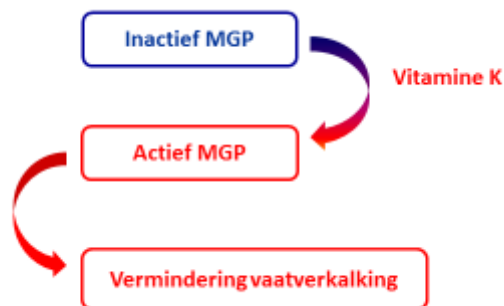 Inactief MGP
Vitamine K
Actief MGP
Vermindering vaatverkalking